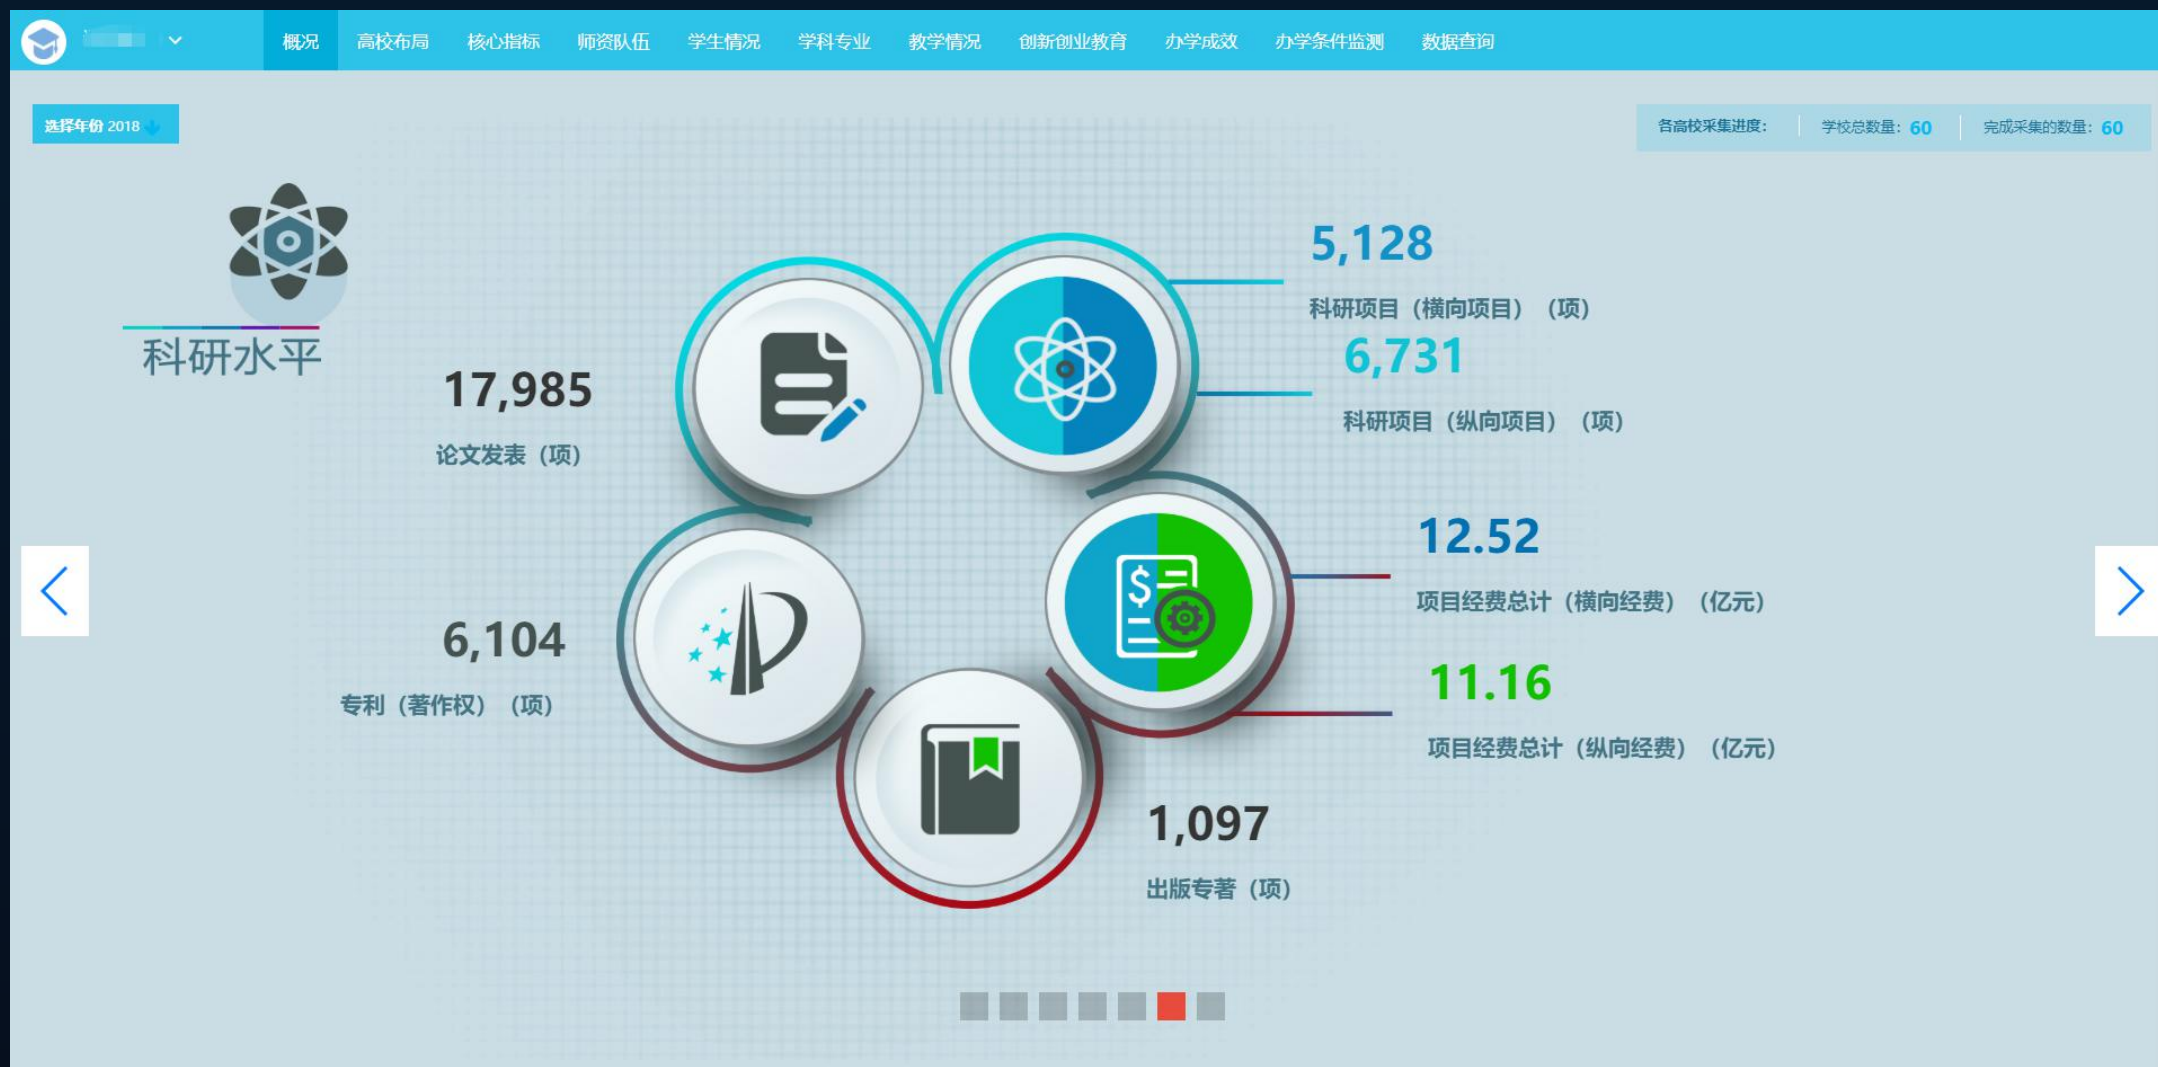 概况 高校布局 核心指标 师资队伍 学生情况 学科专业 教学情况 创新创业教育 办学成效 办学条件监测 数据查询
选择年份 2018
各高校采集进度： 学校总数量：60 完成采集的数量：60
科研水平
5,128
科研项目（横向项目）（项）
6,731
科研项目（纵向项目）（项）
17,985
论文发表（项）
12.52
项目经费总计（横向经费）（亿元）
6,104
专利（著作权）（项）
11.16
项目经费总计（纵向经费）（亿元）
1,097
出版专著（项）